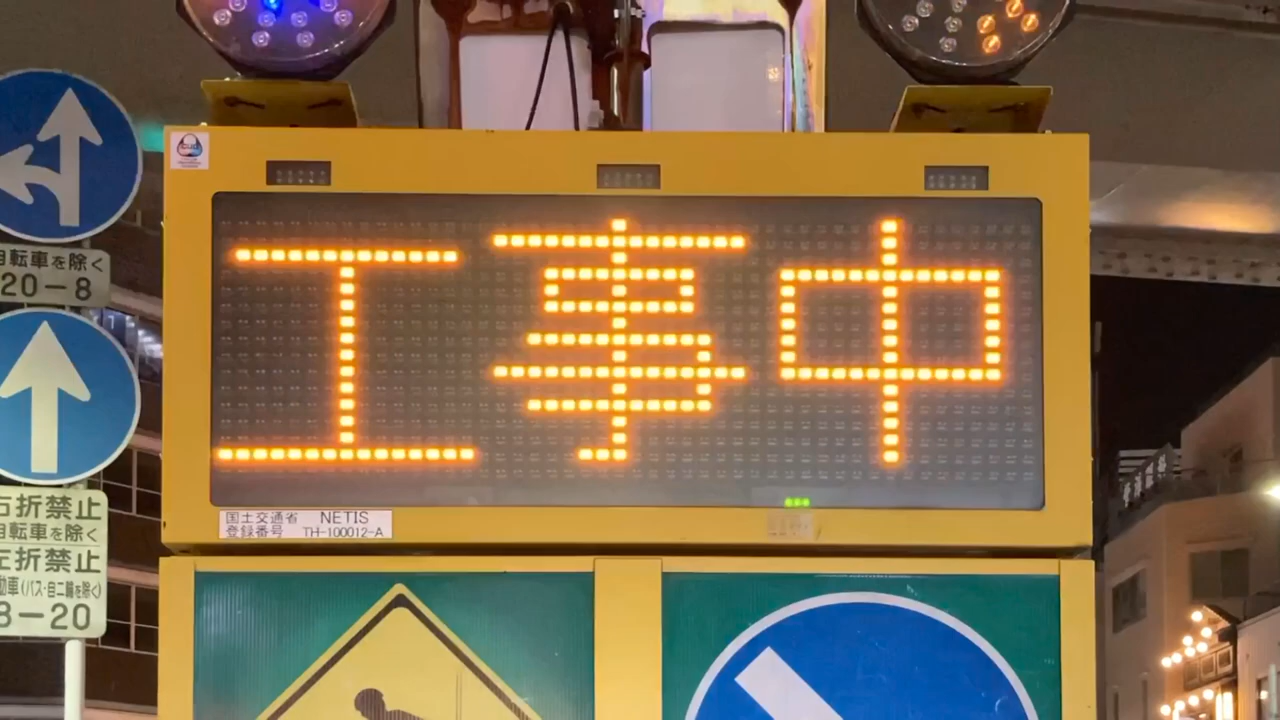 自転車を除く
20-8
工事中
国土交通省 NETIS
登録番号 TH-100012-A
右折禁止
自転車を除く
左折禁止
(バス・自二輪を除く)
8-20